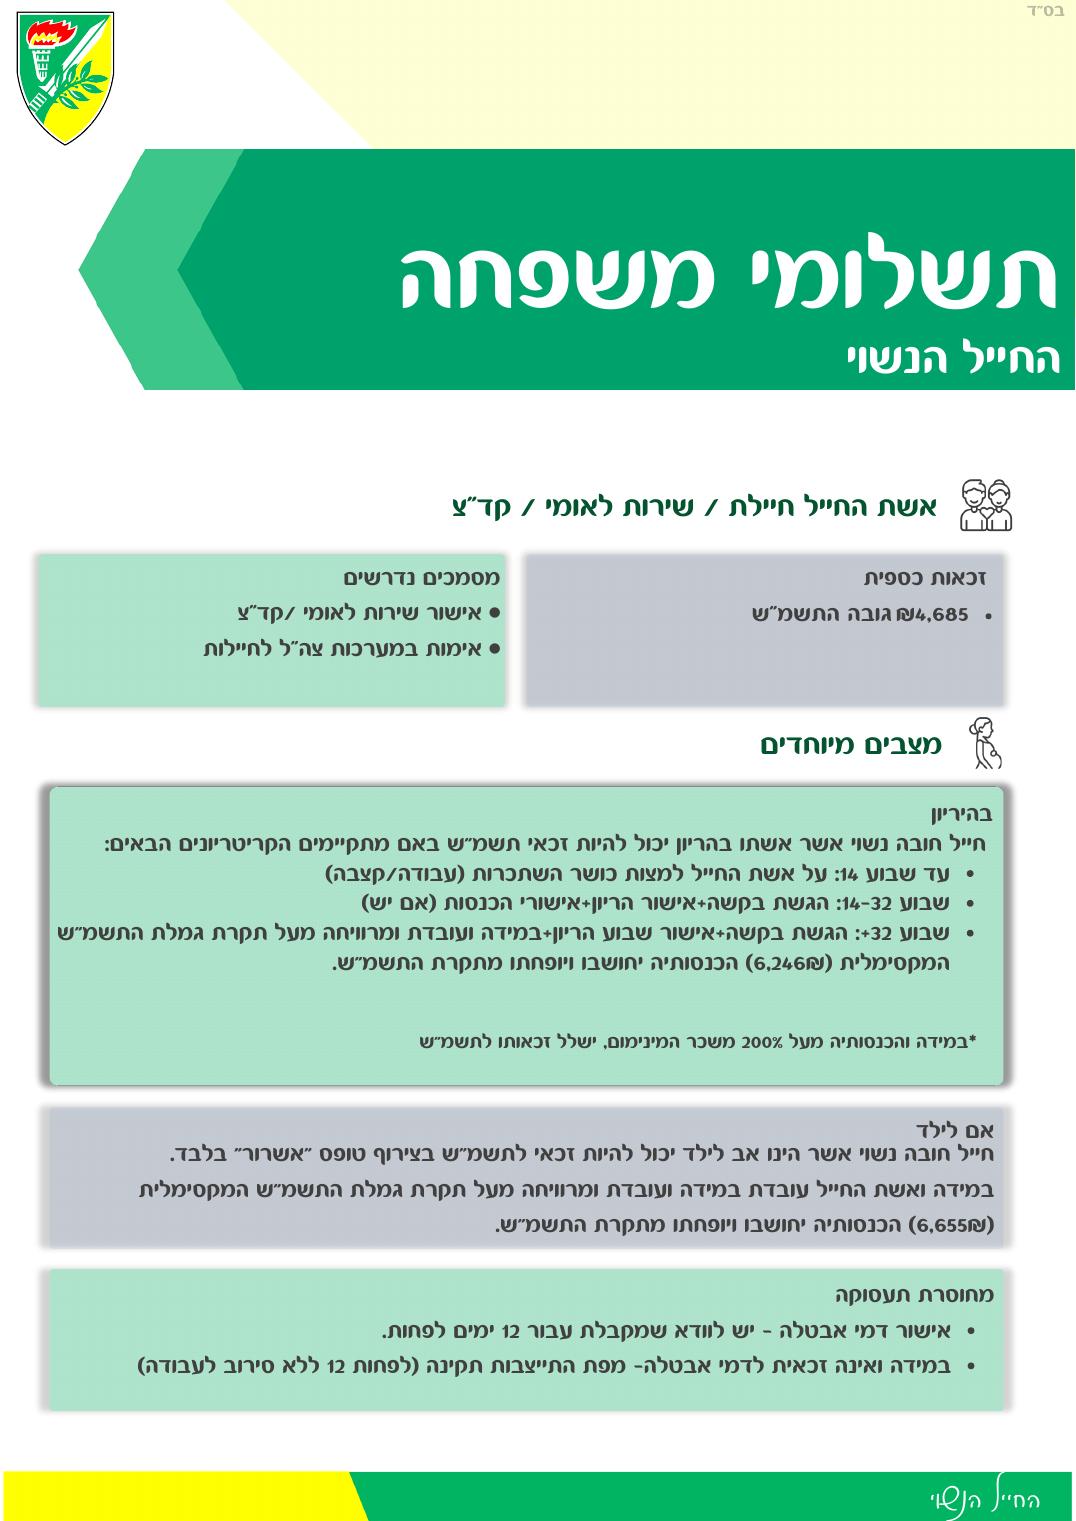 בס״ד
תשלומי משפחה
החייל הנשוי
אשת החייל חיילת / שירות לאומי / קד״צ
זכאות כספית
• 4,685₪ גובה התשמ״ש
מסמכים נדרשים
• אישור שירות לאומי /קד״צ
• אימות במערכות צה״ל לחיילות
מצבים מיוחדים
בהיריון
חייל חובה נשוי אשר אשתו בהריון יכול להיות זכאי תשמ״ש באם מתקיימים הקריטריונים הבאים:
• עד שבוע 14: על אשת החייל למצות כושר השתכרות (עבודה/קצבה)
• שבוע 14-32: הגשת בקשה+אישור הריון+אישורי הכנסות (אם יש)
• שבוע 32+: הגשת בקשה+אישור שבוע הריון+במידה ועובדת ומרוויחה מעל תקרת גמלת התשמ״ש
המקסימלית (6,246₪) הכנסותיה יחושבו ויופחתו מתקרת התשמ״ש.
*במידה והכנסותיה מעל 200% משכר המינימום, ישלל זכאותו לתשמ״ש
אם לילד
חייל חובה נשוי אשר הינו אב לילד יכול להיות זכאי לתשמ״ש בצירוף טופס ״אשרור״ בלבד.
במידה ואשת החייל עובדת במידה ועובדת ומרוויחה מעל תקרת גמלת התשמ״ש המקסימלית
(6,655₪) הכנסותיה יחושבו ויופחתו מתקרת התשמ״ש.
מחוסרת תעסוקה
• אישור דמי אבטלה - יש לוודא שמקבלת עבור 12 ימים לפחות.
• במידה ואינה זכאית לדמי אבטלה- מפת התייצבות תקינה (לפחות 12 ללא סירוב לעבודה)
החייל הנשוי